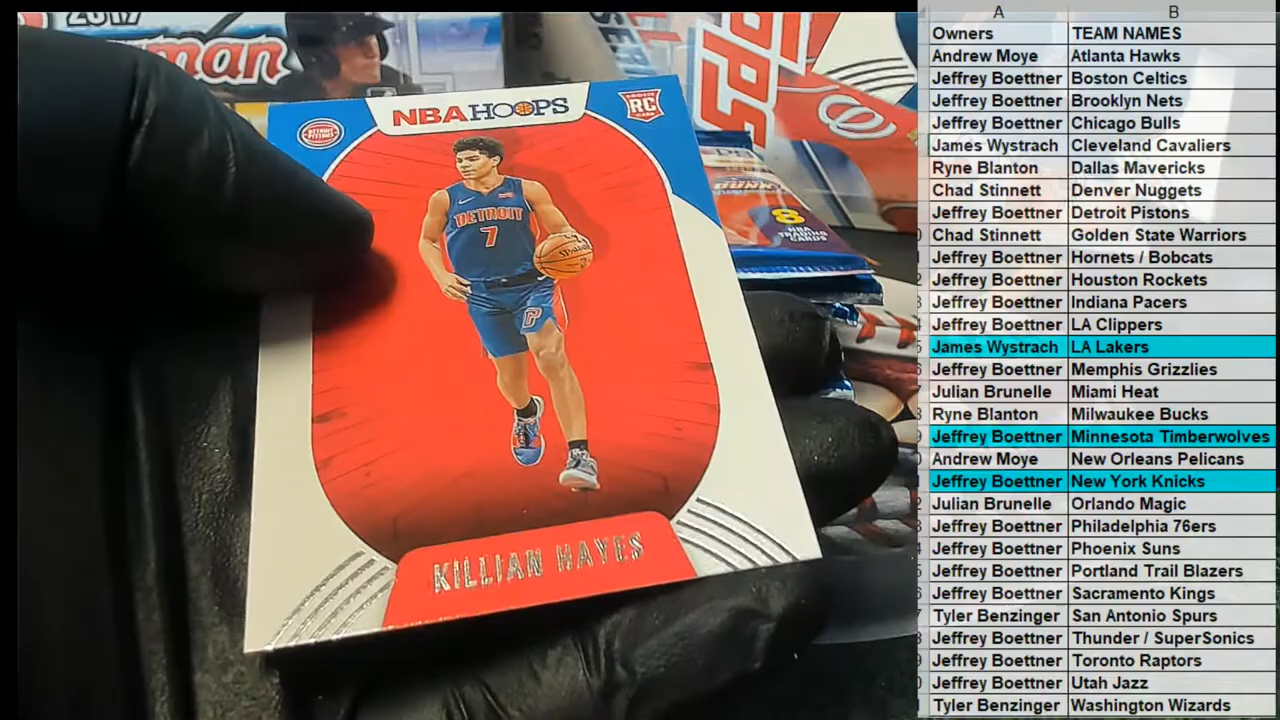 2017
man
NBA HOOPS
RC
DETROIT
7
KILLIAN HAYES
8
NBA
TRADING
CARDS
A B
Owners TEAM NAMES
Andrew Moye Atlanta Hawks
Jeffrey Boettner Boston Celtics
Jeffrey Boettner Brooklyn Nets
Jeffrey Boettner Chicago Bulls
James Wystrach Cleveland Cavaliers
Ryne Blanton Dallas Mavericks
Chad Stinnett Denver Nuggets
Jeffrey Boettner Detroit Pistons
Chad Stinnett Golden State Warriors
Jeffrey Boettner Hornets / Bobcats
Jeffrey Boettner Houston Rockets
Jeffrey Boettner Indiana Pacers
Jeffrey Boettner LA Clippers
James Wystrach LA Lakers
Jeffrey Boettner Memphis Grizzlies
Julian Brunelle Miami Heat
Ryne Blanton Milwaukee Bucks
Jeffrey Boettner Minnesota Timberwolves
Andrew Moye New Orleans Pelicans
Jeffrey Boettner New York Knicks
Julian Brunelle Orlando Magic
Jeffrey Boettner Philadelphia 76ers
Jeffrey Boettner Phoenix Suns
Jeffrey Boettner Portland Trail Blazers
Jeffrey Boettner Sacramento Kings
Tyler Benzinger San Antonio Spurs
Jeffrey Boettner Thunder / SuperSonics
Jeffrey Boettner Toronto Raptors
Jeffrey Boettner Utah Jazz
Tyler Benzinger Washington Wizards